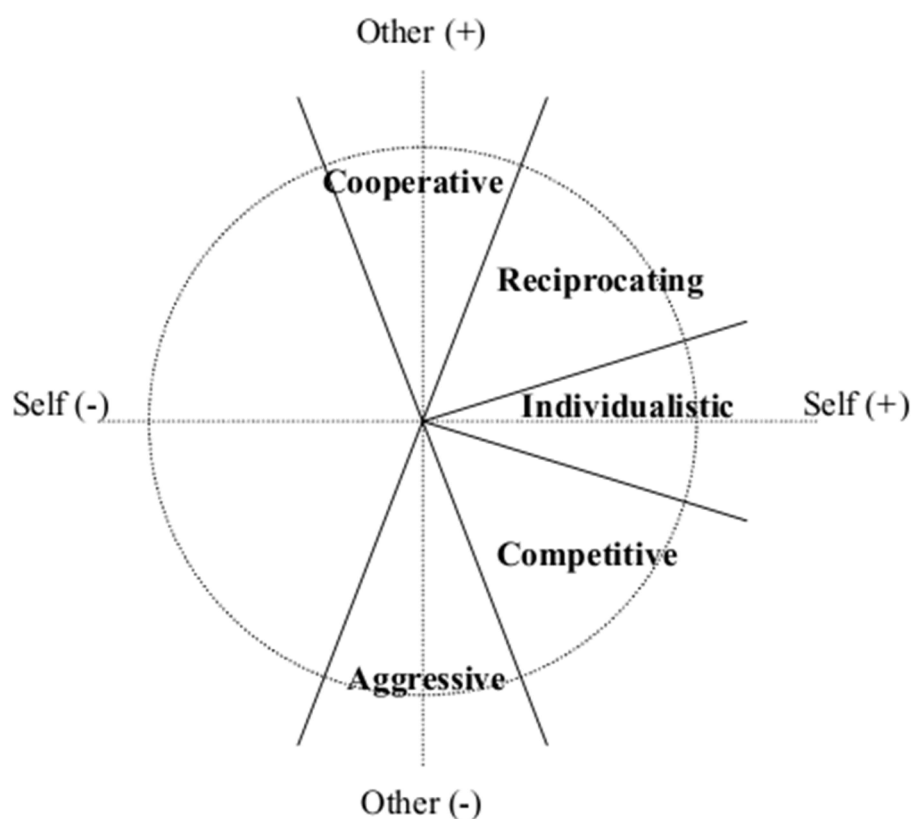 Other (+)
Cooperative
Reciprocating
Self (-)
Individualistic
Self (+)
Competitive
Aggressive
Other (-)